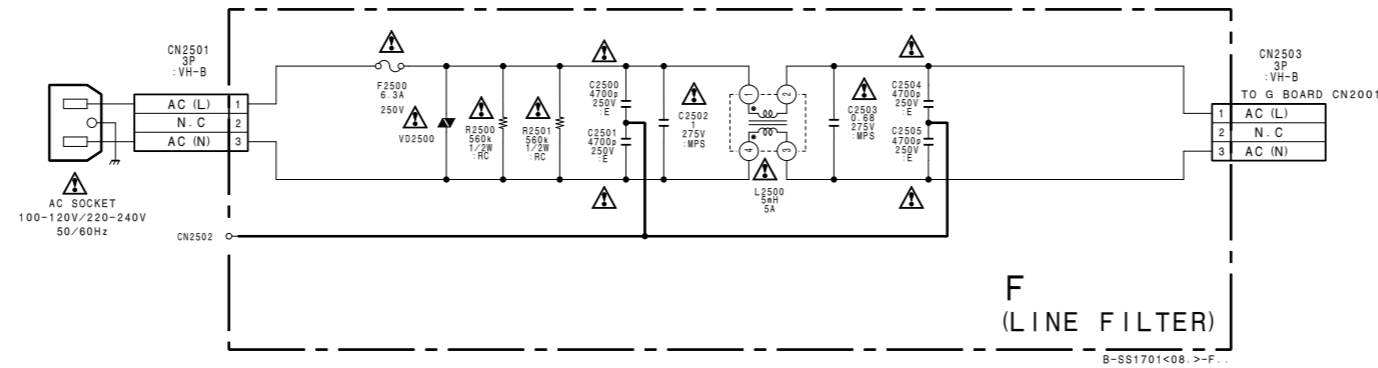 CN2501
3P
:VH-B
AC (L) 1
N.C 2
AC (N) 3
AC SOCKET
100-120V/220-240V
50/60Hz
CN2502
F2500
6.3A
250V
VD2500
R2500
560k
1/2W
:RC
R2501
560k
1/2W
:RC
C2500
4700p
250V
:E
C2501
4700p
250V
:E
C2502
1
275V
:MPS
1
2
4
3
L2500
5mH
5A
C2503
0.68
275V
:MPS
C2504
4700p
250V
:E
C2505
4700p
250V
:E
CN2503
3P
:VH-B
TO G BOARD CN2001
1 AC (L)
2 N.C
3 AC (N)
F
(LINE FILTER)
B-SS1701<08.>-F..